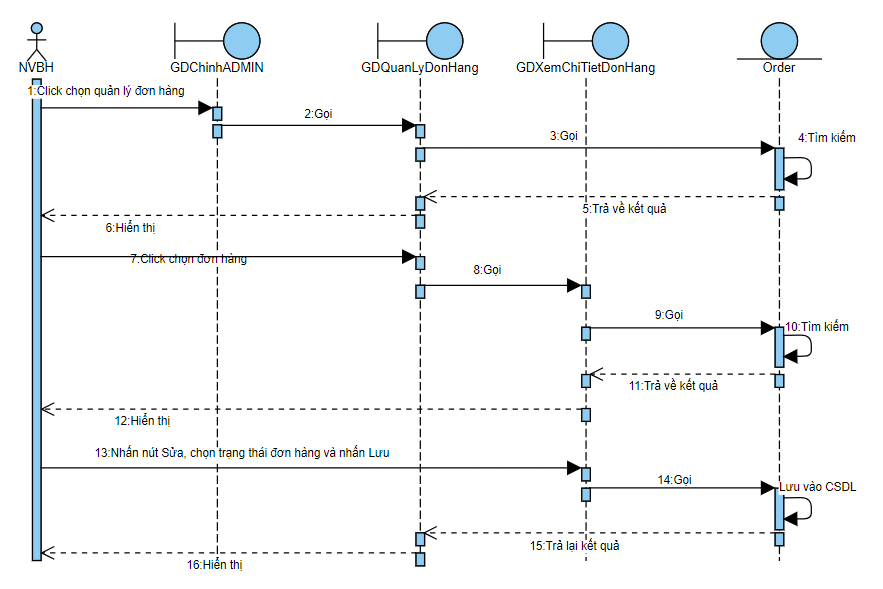 NVBH
GDChinhADMIN
GDQuanLyDonHang
GDXemChiTietDonHang
Order
1:Click chọn quản lý đơn hàng
2:Gọi
3:Gọi
4:Tìm kiếm
5:Trả về kết quả
6:Hiển thị
7:Click chọn đơn hàng
8:Gọi
9:Gọi
10:Tìm kiếm
11:Trả về kết quả
12:Hiển thị
13:Nhấn nút Sửa, chọn trạng thái đơn hàng và nhấn Lưu
14:Gọi
Lưu vào CSDL
15:Trả lại kết quả
16:Hiển thị